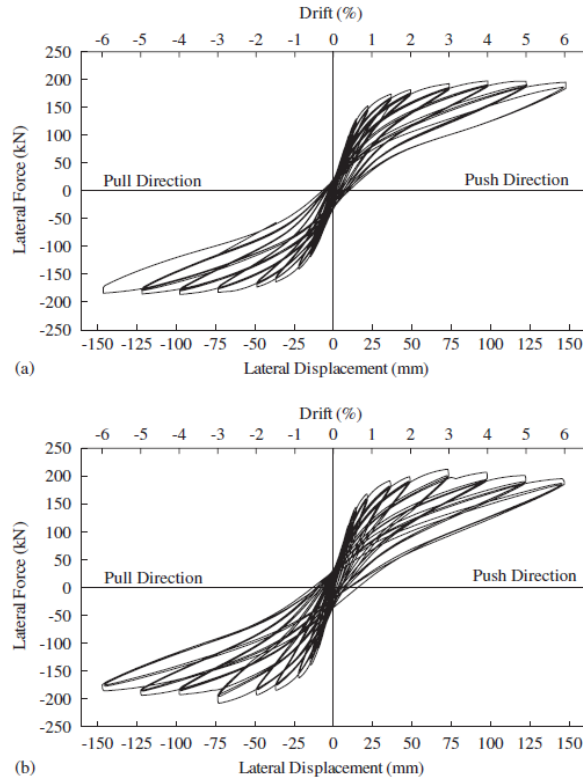 Drift (%)
-6 -5 -4 -3 -2 -1 0 1 2 3 4 5 6
250
200
150
100
50
0
-50
-100
-150
-200
-250
Lateral Force (kN)
Pull Direction
Push Direction
-150 -125 -100 -75 -50 -25 0 25 50 75 100 125 150
(a)
Lateral Displacement (mm)
Drift (%)
-6 -5 -4 -3 -2 -1 0 1 2 3 4 5 6
250
200
150
100
50
0
-50
-100
-150
-200
-250
Lateral Force (kN)
Pull Direction
Push Direction
-150 -125 -100 -75 -50 -25 0 25 50 75 100 125 150
(b)
Lateral Displacement (mm)